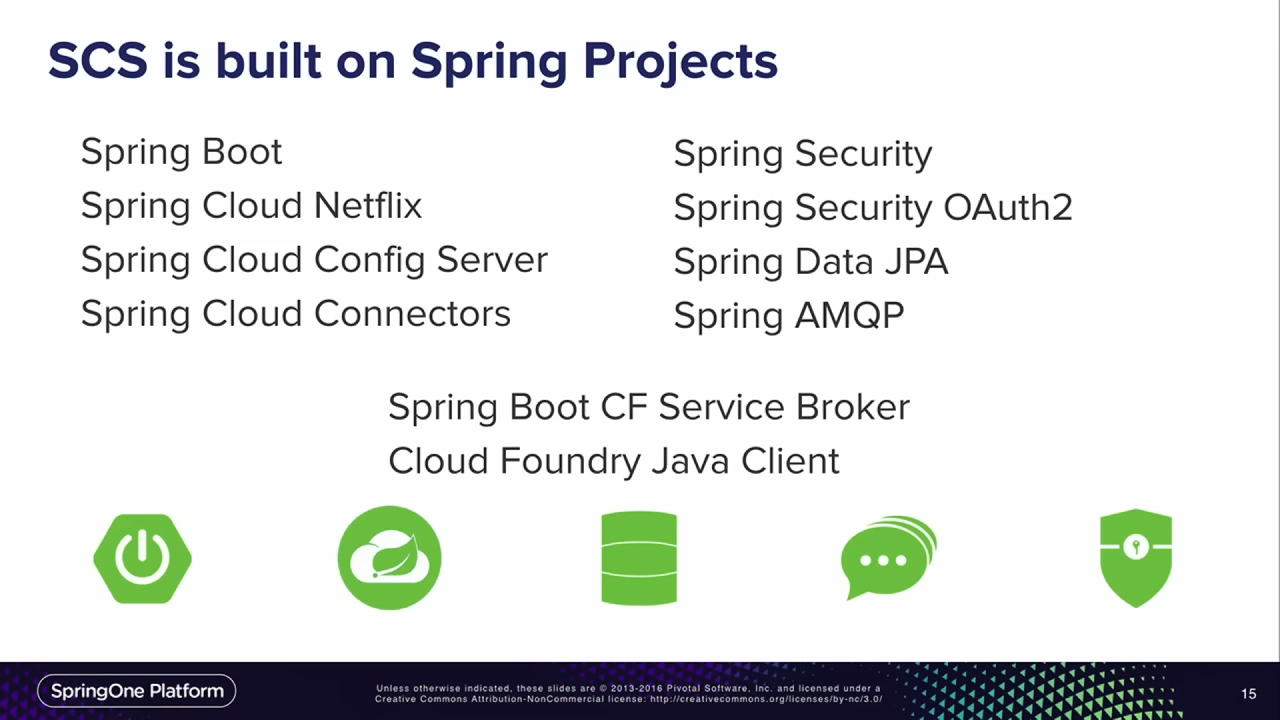 SCS is built on Spring Projects
Spring Boot
Spring Cloud Netflix
Spring Cloud Config Server
Spring Cloud Connectors
Spring Security
Spring Security OAuth2
Spring Data JPA
Spring AMQP
Spring Boot CF Service Broker
Cloud Foundry Java Client
SpringOne Platform
Unless otherwise indicated, these slides are © 2013-2016 Pivotal Software, Inc. and licensed under a
Creative Commons Attribution-NonCommercial license: http://creativecommons.org/licenses/by-nc/3.0/
15